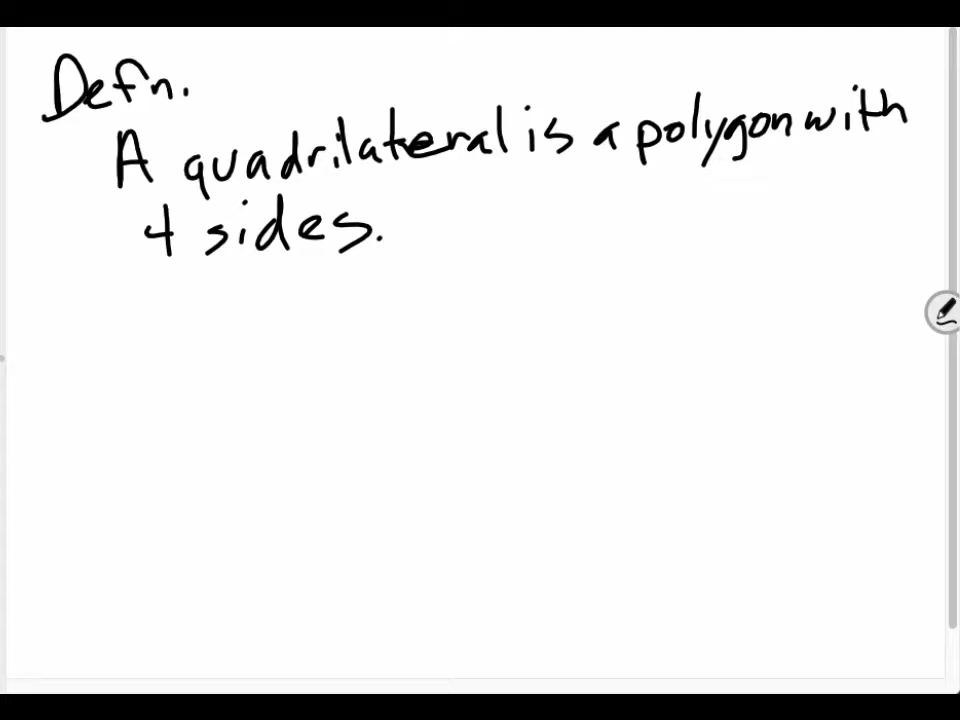 Defn.
A quadrilateral is a polygon with
4 sides.